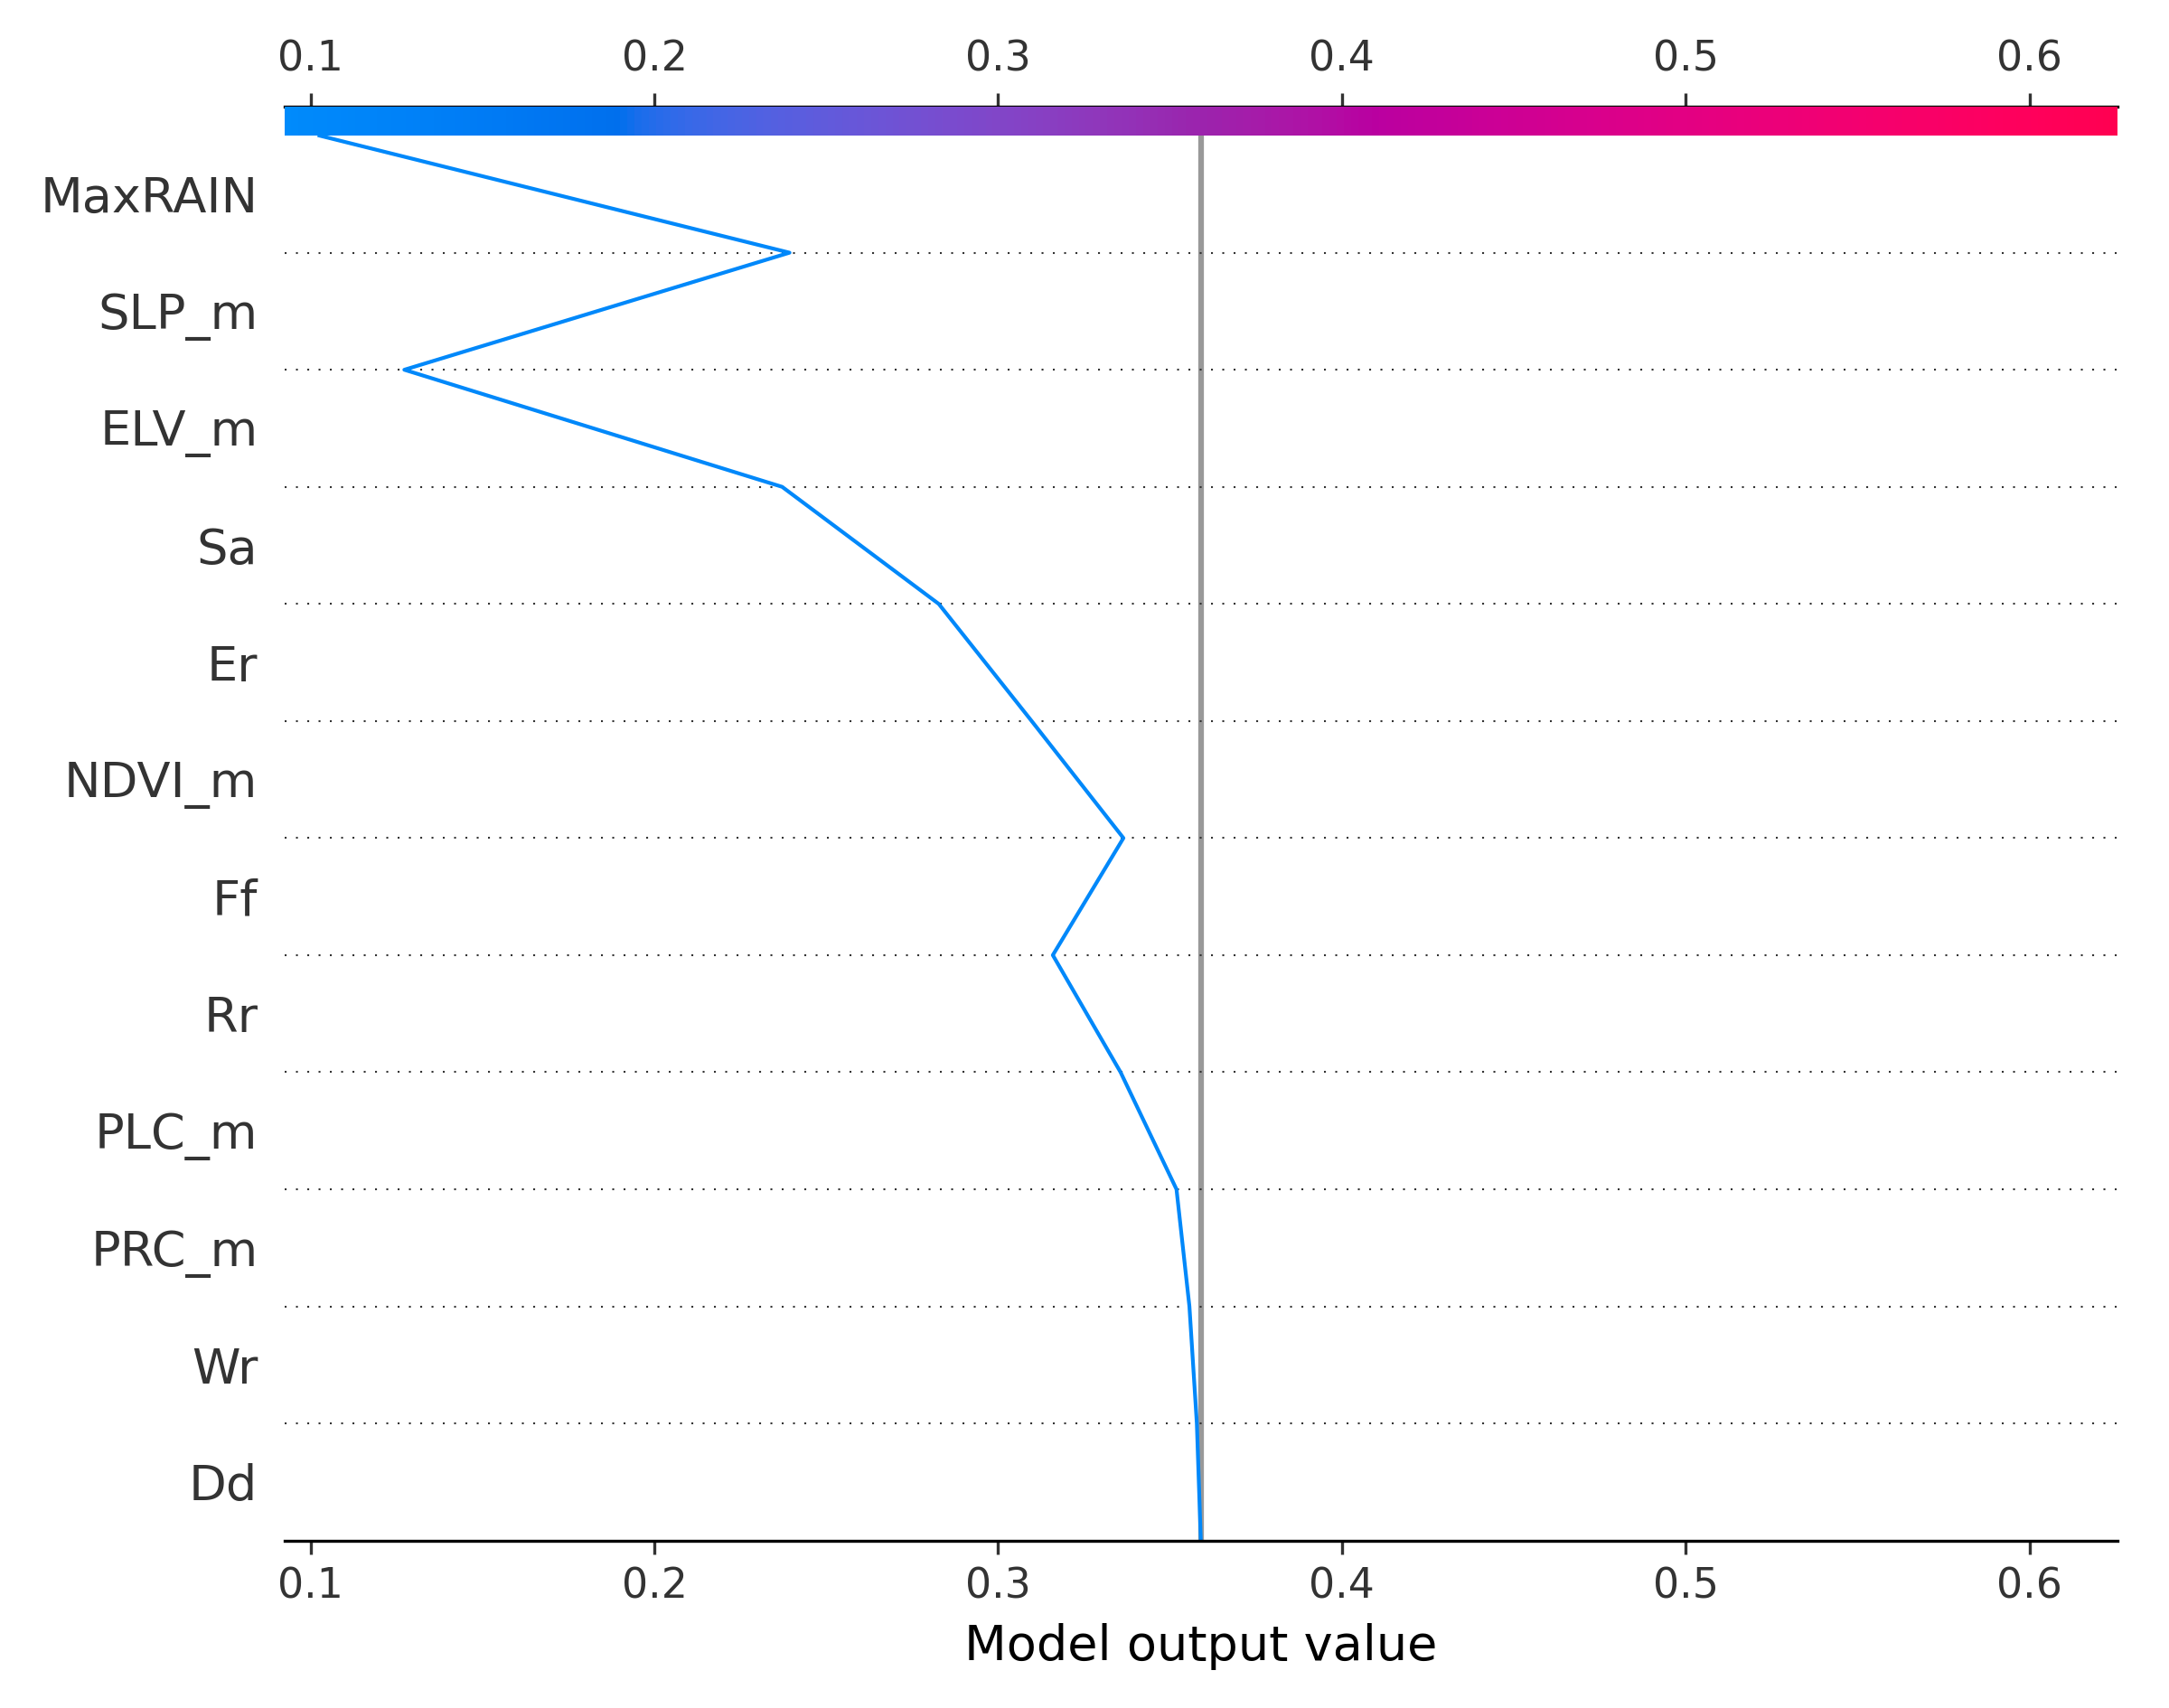 0.1 0.2 0.3 0.4 0.5 0.6
MaxRAIN
SLP_m
ELV_m
Sa
Er
NDVI_m
Ff
Rr
PLC_m
PRC_m
Wr
Dd
0.1 0.2 0.3 0.4 0.5 0.6
Model output value